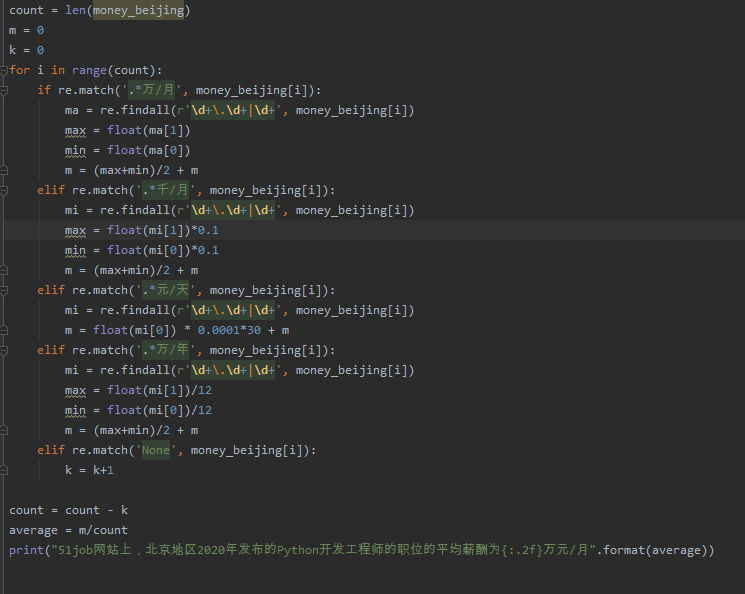 count = len(money_beijing)
m = 0
k = 0
for i in range(count):
    if re.match('.*万/月', money_beijing[i]):
        ma = re.findall(r'\d+\.\d+|\d+', money_beijing[i])
        max = float(ma[1])
        min = float(ma[0])
        m = (max+min)/2 + m
    elif re.match('.*千/月', money_beijing[i]):
        mi = re.findall(r'\d+\.\d+|\d+', money_beijing[i])
        max = float(mi[1])*0.1
        min = float(mi[0])*0.1
        m = (max+min)/2 + m
    elif re.match('.*元/天', money_beijing[i]):
        mi = re.findall(r'\d+\.\d+|\d+', money_beijing[i])
        m = float(mi[0]) * 0.0001*30 + m
    elif re.match('.*万/年', money_beijing[i]):
        mi = re.findall(r'\d+\.\d+|\d+', money_beijing[i])
        max = float(mi[1])/12
        min = float(mi[0])/12
        m = (max+min)/2 + m
    elif re.match('None', money_beijing[i]):
        k = k+1
count = count - k
average = m/count
print("51job网站上，北京地区2020年发布的Python开发工程师的职位的平均薪酬为{:.2f}万元/月".format(average))